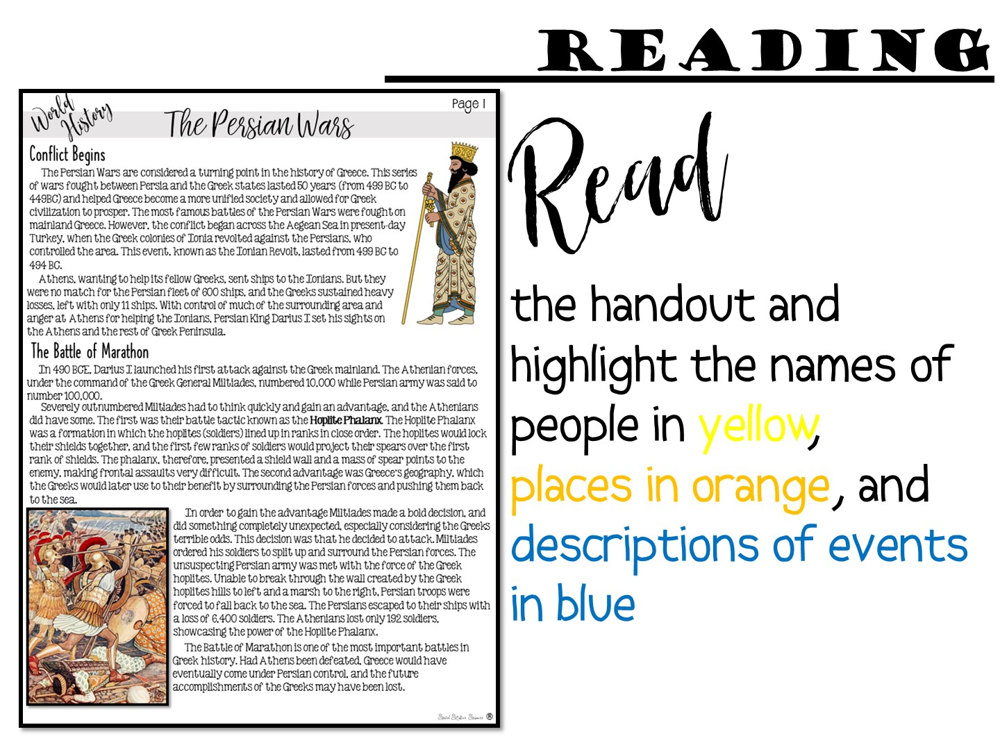 READING
World
History
The Persian Wars
Page 1
Conflict Begins
The Persian Wars are considered a turning point in the history of Greece. This series
of wars fought between Persia and the Greek states lasted 50 years (from 499 BC to
449BC) and helped Greece become a more unified society and allowed for Greek
civilization to prosper. The most famous battles of the Persian Wars were fought on
mainland Greece. However, the conflict began across the Aegean Sea in present-day
Turkey, when the Greek colonies of Ionia revolted against the Persians, who
controlled the area. This event, known as the Ionian Revolt, lasted from 499 BC to
494 BC.
Athens, wanting to help its fellow Greeks, sent ships to the Ionians. But they
were no match for the Persian fleet of 600 ships, and the Greeks sustained heavy
losses, left with only 11 ships. With control of much of the surrounding area and
anger at Athens for helping the Ionians, Persian King Darius I set his sights on
the Athens and the rest of Greek Peninsula.
The Battle of Marathon
In 490 BCE, Darius I launched his first attack against the Greek mainland. The Athenian forces,
under the command of the Greek General Miltiades, numbered 10,000 while Persian army was said to
number 100,000.
Severely outnumbered Miltiades had to think quickly and gain an advantage, and the Athenians
did have some. The first was their battle tactic known as the Hoplite Phalanx. The Hoplite Phalanx
was a formation in which the hoplites (soldiers) lined up in ranks in close order. The hoplites would lock
their shields together, and the first few ranks of soldiers would project their spears over the first
rank of shields. The phalanx, therefore, presented a shield wall and a mass of spear points to the
enemy, making frontal assaults very difficult. The second advantage was Greece's geography, which
the Greeks would later use to their benefit by surrounding the Persian forces and pushing them back
to the sea.
In order to gain the advantage Miltiades made a bold decision, and
did something completely unexpected, especially considering the Greeks
terrible odds. This decision was that he decided to attack. Miltiades
ordered his soldiers to split up and surround the Persian forces. The
unsuspecting Persian army was met with the force of the Greek
hoplites. Unable to break through the wall created by the Greek
hoplites hills to left and a marsh to the right, Persian troops were
forced to fall back to the sea. The Persians escaped to their ships with
a loss of 6,400 soldiers. The Athenians lost only 192 soldiers,
showcasing the power of the Hoplite Phalanx.
The Battle of Marathon is one of the most important battles in
Greek history. Had Athens been defeated, Greece would have
eventually come under Persian control, and the future
accomplishments of the Greeks may have been lost.
®
Read
the handout and
highlight the names of
people in yellow,
places in orange, and
descriptions of events
in blue